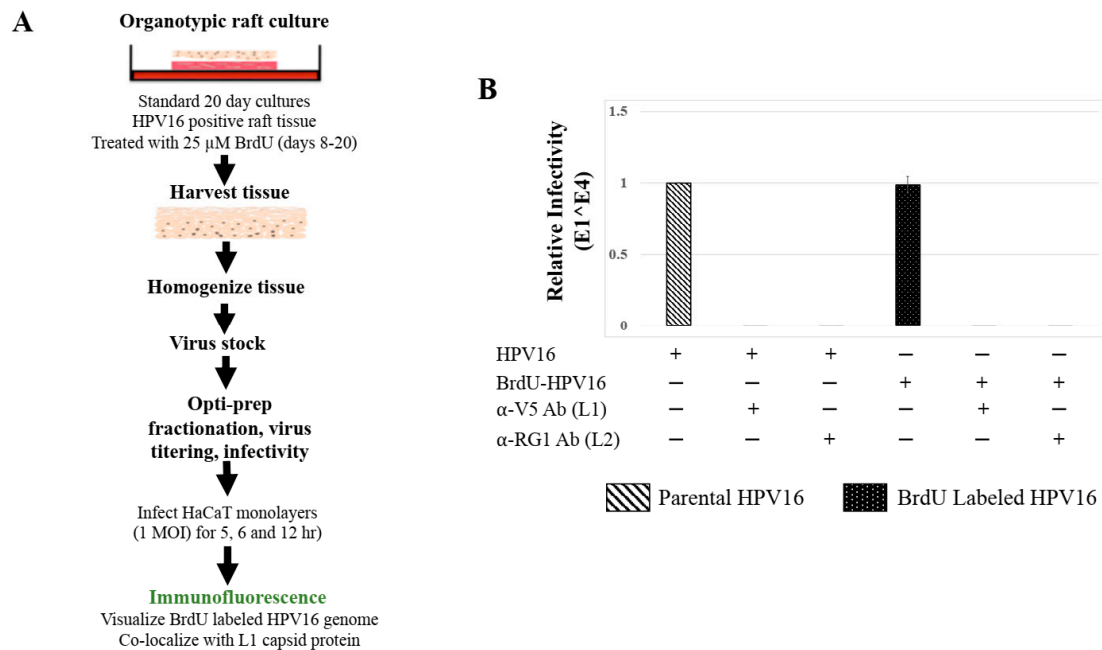 A
Organotypic raft culture
Standard 20 day cultures
HPV16 positive raft tissue
Treated with 25 µM BrdU (days 8-20)
Harvest tissue
Homogenize tissue
Virus stock
Opti-prep
fractionation, virus
titering, infectivity
Infect HaCaT monolayers
(1 MOI) for 5, 6 and 12 hr)
Immunofluorescence
Visualize BrdU labeled HPV16 genome
Co-localize with L1 capsid protein
B
Relative Infectivity
(E1^E4)
1.5
1
0.5
0
HPV16 + + + – – –
BrdU-HPV16 – – – + + +
α-V5 Ab (L1) – + – – + –
α-RG1 Ab (L2) – – + – – +
Parental HPV16 BrdU Labeled HPV16